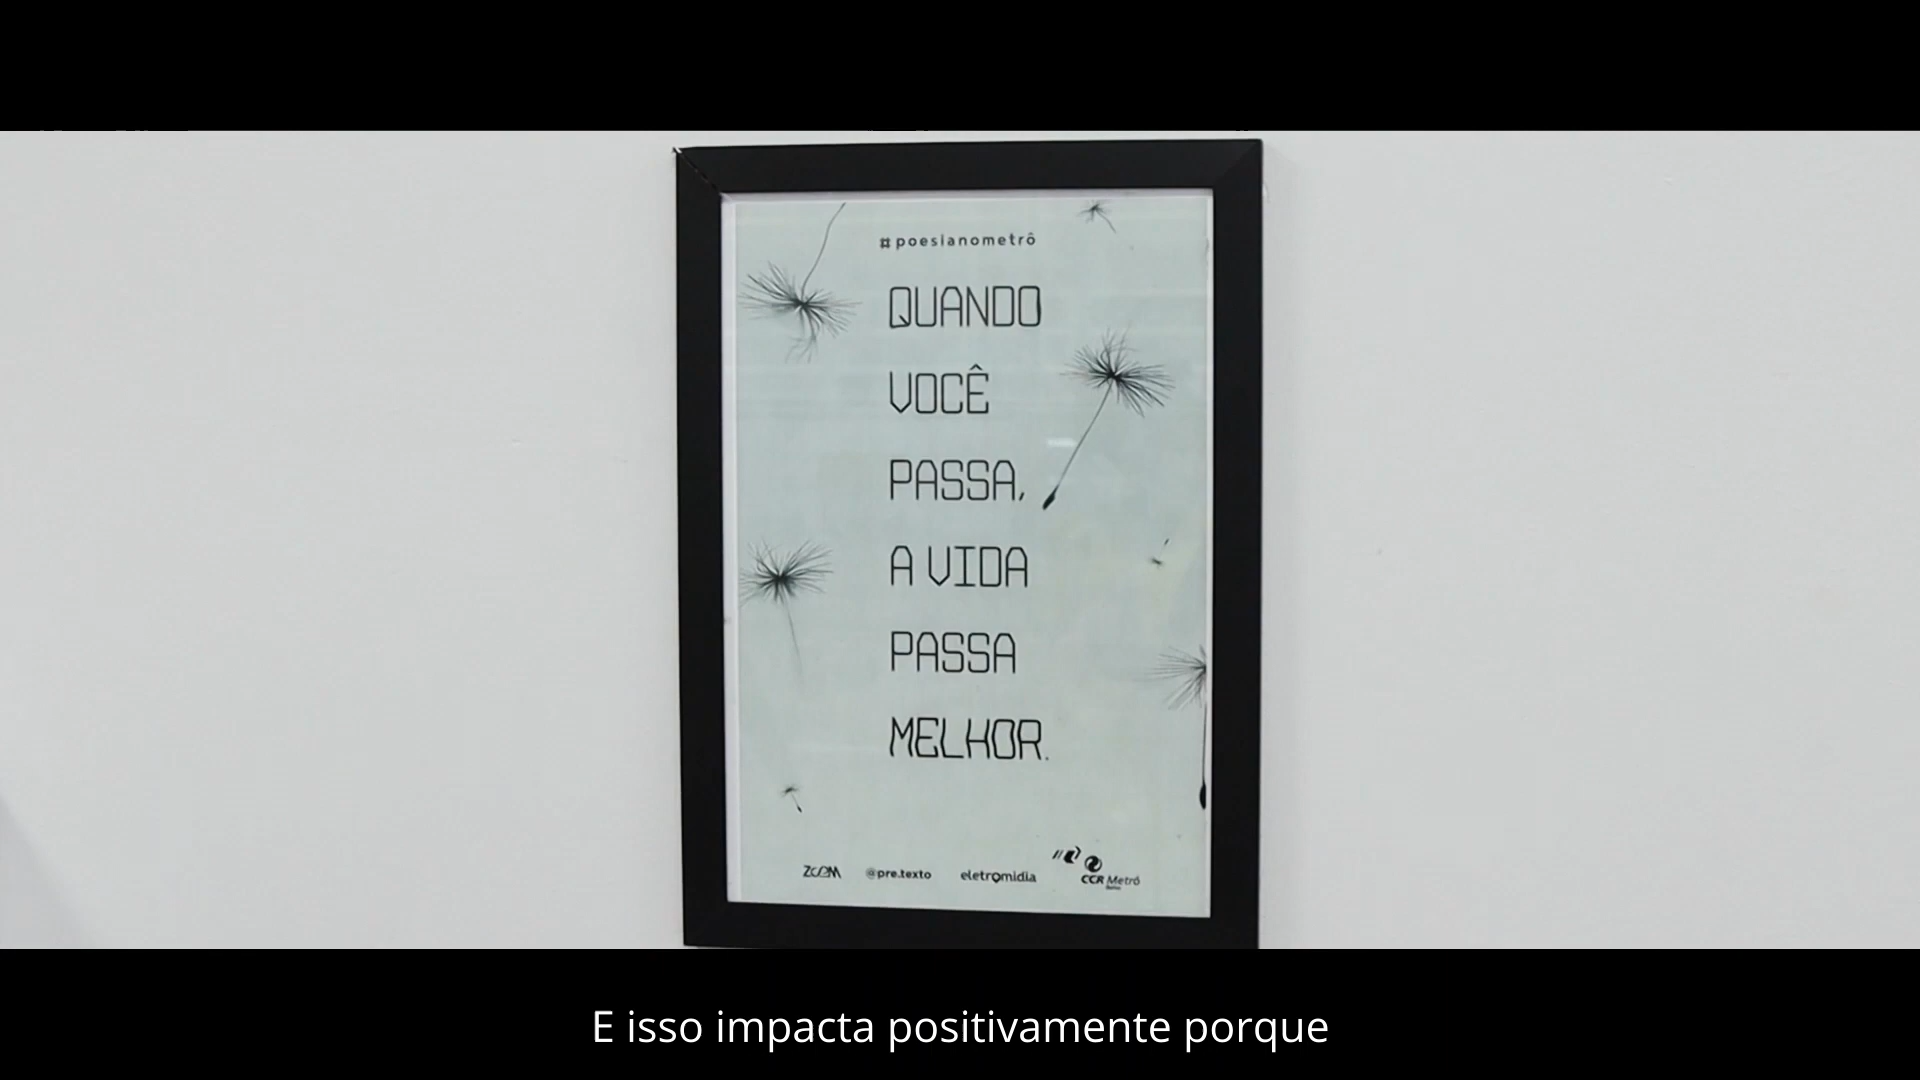 #poesianometrô
QUANDO
VOCÊ
PASSA,
A VIDA
PASSA
MELHOR.
ZOOM @pre.texto eletromidia CCR Metrô
E isso impacta positivamente porque